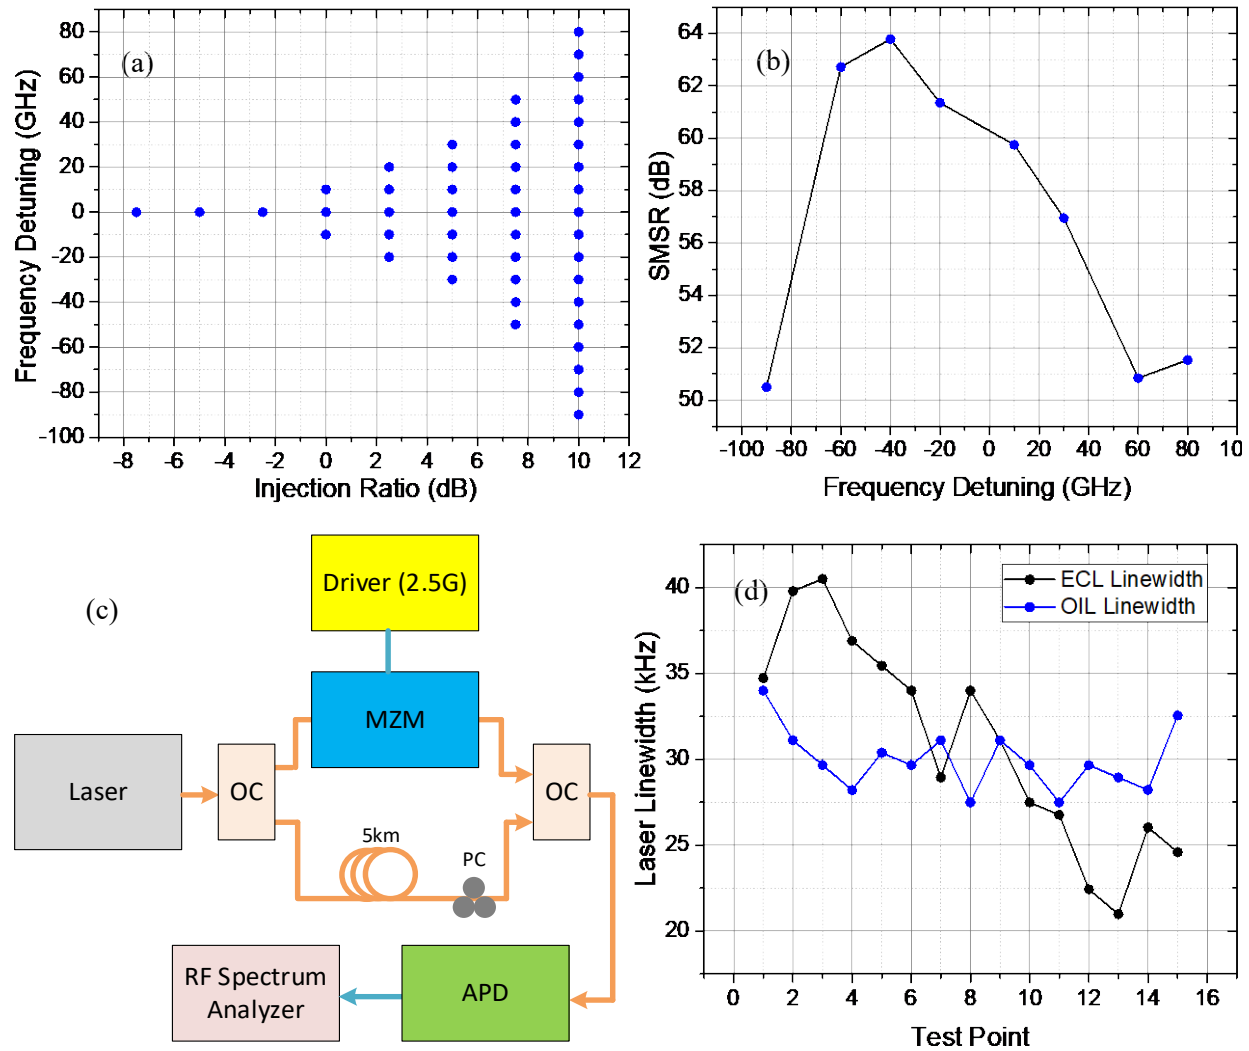 (a)
Frequency Detuning (GHz)
80
60
40
20
0
-20
-40
-60
-80
-100
-8
-6
-4
-2
0
2
4
6
8
10
12
Injection Ratio (dB)
(b)
SMSR (dB)
64
62
60
58
56
54
52
50
-100
-80
-60
-40
-20
0
20
40
60
80
100
Frequency Detuning (GHz)
(c)
Driver (2.5G)
MZM
Laser
OC
OC
5km
PC
RF Spectrum
Analyzer
APD
(d)
ECL Linewidth
OIL Linewidth
Laser Linewidth (kHz)
40
35
30
25
20
0
2
4
6
8
10
12
14
16
Test Point